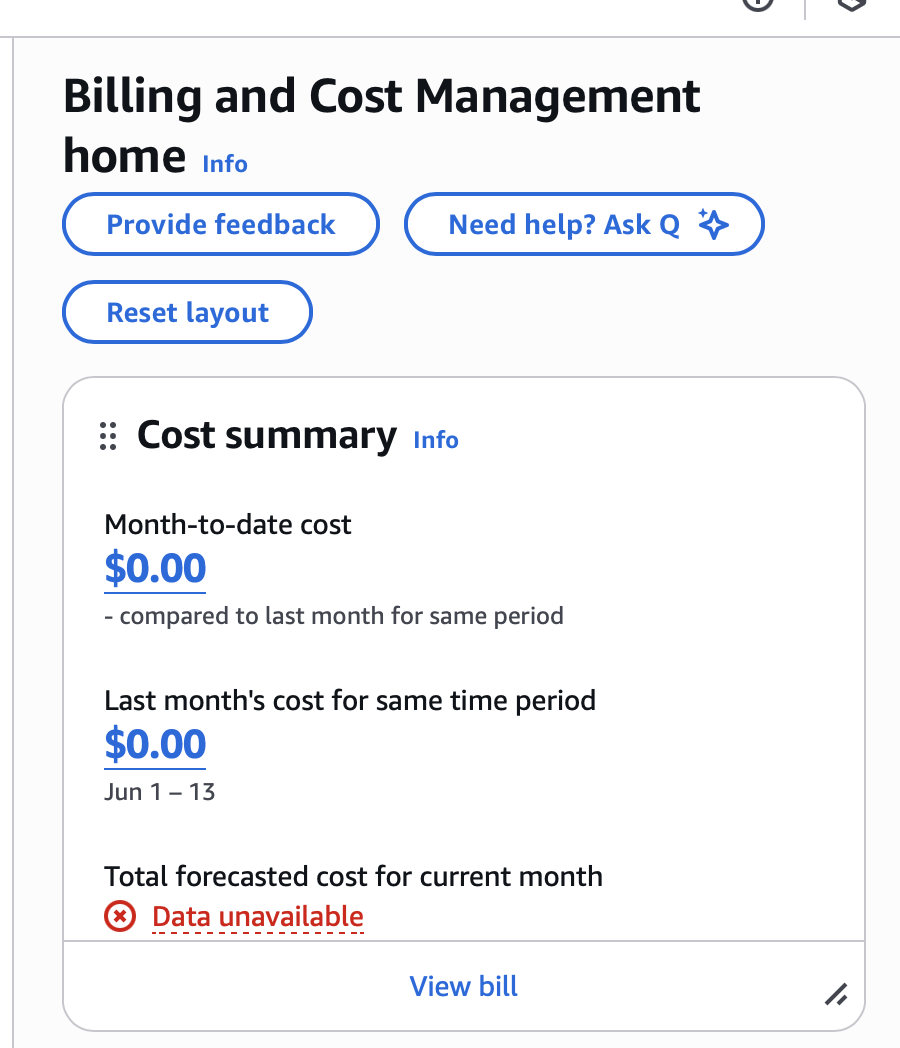 Billing and Cost Management
home Info
Provide feedback
Need help? Ask Q
Reset layout
Cost summary Info
Month-to-date cost
$0.00
- compared to last month for same period
Last month's cost for same time period
$0.00
Jun 1 – 13
Total forecasted cost for current month
Data unavailable
View bill